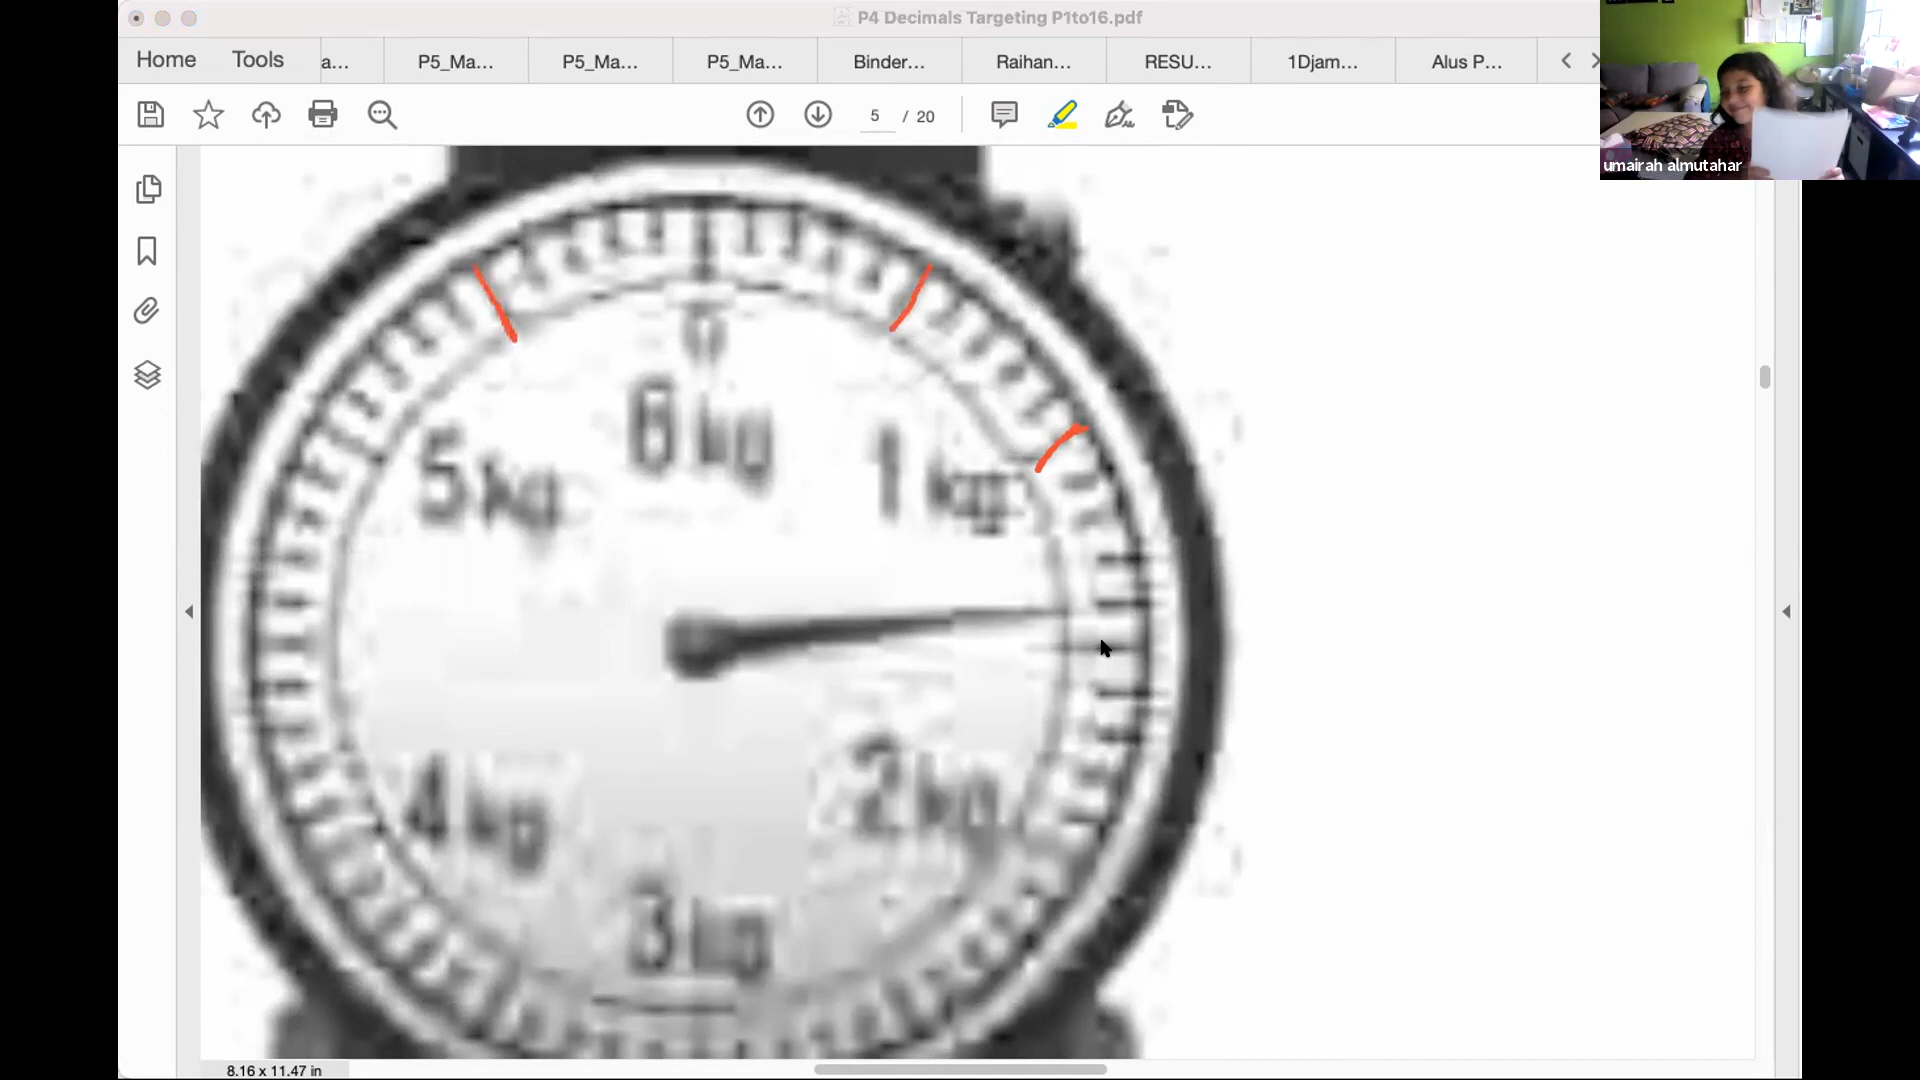 P4 Decimals Targeting P1to16.pdf
Home
Tools
a...
P5_Ma...
P5_Ma...
P5_Ma...
Binder...
Raihan...
RESU...
1Djam...
Alus P...
5 / 20
umairah almutahar
0
6 kg
5 kg
1 kg
4 kg
2 kg
3 kg
8.16 x 11.47 in